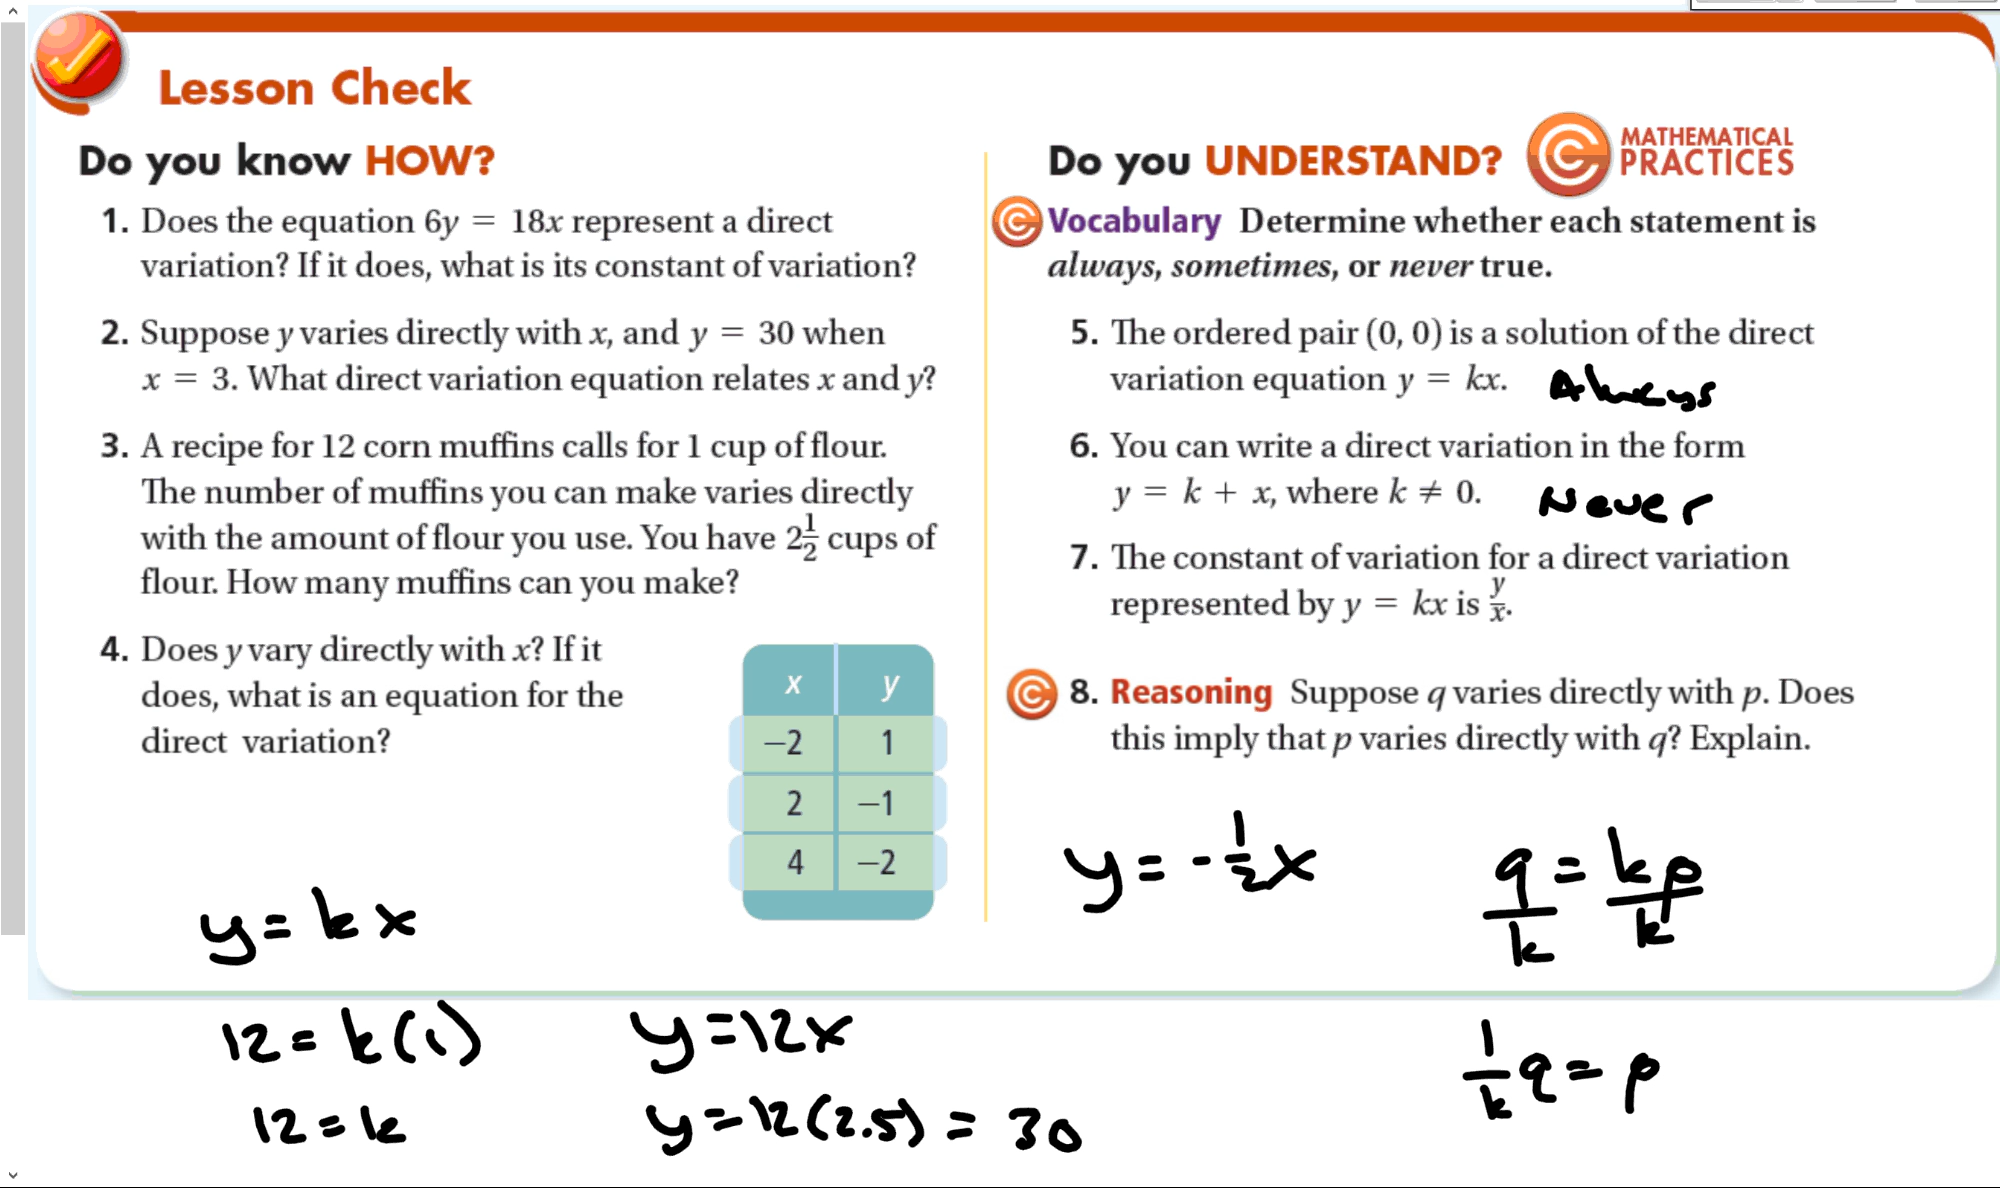 Lesson Check
Do you know HOW?
1. Does the equation 6y = 18x represent a direct
variation? If it does, what is its constant of variation?
2. Suppose y varies directly with x, and y = 30 when
x = 3. What direct variation equation relates x and y?
3. A recipe for 12 corn muffins calls for 1 cup of flour.
The number of muffins you can make varies directly
with the amount of flour you use. You have 2 1/2 cups of
flour. How many muffins can you make?
4. Does y vary directly with x? If it
does, what is an equation for the
direct variation?
x y
−2 1
2 −1
4 −2
y = kx
12 = k(1)
12 = k
y = 12x
y = 12(2.5) = 30
Do you UNDERSTAND?
MATHEMATICAL
PRACTICES
Vocabulary Determine whether each statement is
always, sometimes, or never true.
5. The ordered pair (0, 0) is a solution of the direct
variation equation y = kx. Always
6. You can write a direct variation in the form
y = k + x, where k ≠ 0. Never
7. The constant of variation for a direct variation
represented by y = kx is y/x.
8. Reasoning Suppose q varies directly with p. Does
this imply that p varies directly with q? Explain.
y = -1/2 x
q/k = kp/k
1/k q = p